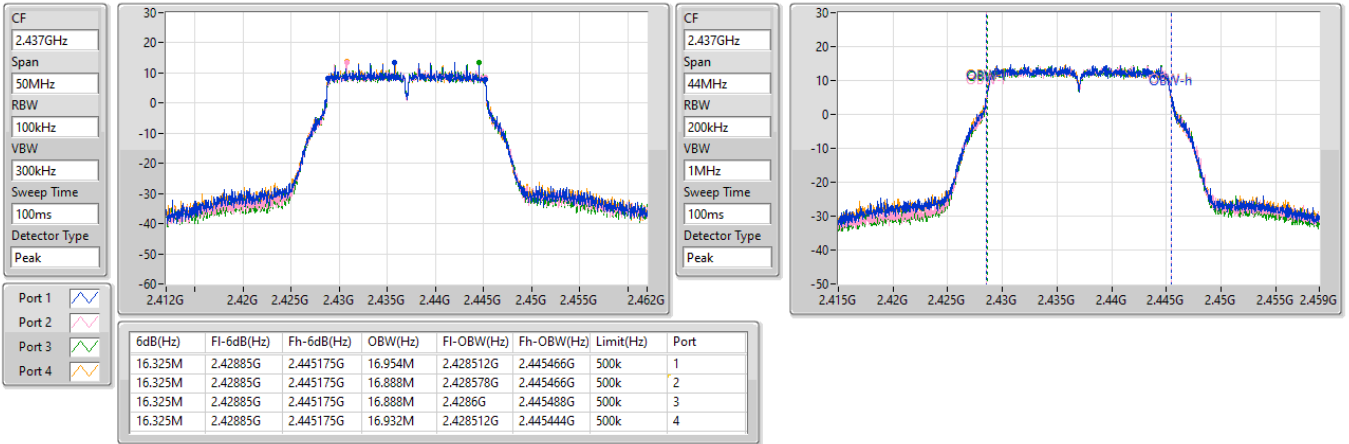 CF
2.437GHz
Span
50MHz
RBW
100kHz
VBW
300kHz
Sweep Time
100ms
Detector Type
Peak
30
20
10
0
-10
-20
-30
-40
-50
-60
2.412G 2.42G 2.425G 2.43G 2.435G 2.44G 2.445G 2.45G 2.455G 2.462G
CF
2.437GHz
Span
44MHz
RBW
200kHz
VBW
1MHz
Sweep Time
100ms
Detector Type
Peak
30
20
10
0
-10
-20
-30
-40
-50
OBW-h
2.415G 2.42G 2.425G 2.43G 2.435G 2.44G 2.445G 2.45G 2.455G 2.459G
Port 1
Port 2
Port 3
Port 4
6dB(Hz) Fl-6dB(Hz) Fh-6dB(Hz) OBW(Hz) Fl-OBW(Hz) Fh-OBW(Hz) Limit(Hz) Port
16.325M 2.42885G 2.445175G 16.954M 2.428512G 2.445466G 500k 1
16.325M 2.42885G 2.445175G 16.888M 2.428578G 2.445466G 500k 2
16.325M 2.42885G 2.445175G 16.888M 2.4286G 2.445488G 500k 3
16.325M 2.42885G 2.445175G 16.932M 2.428512G 2.445444G 500k 4